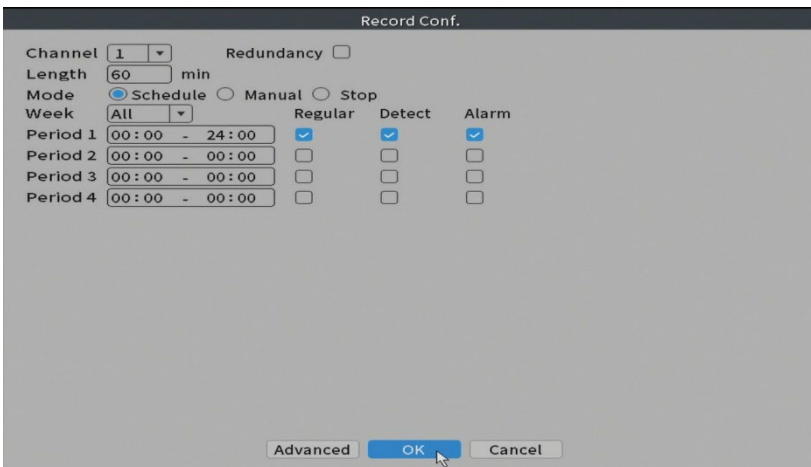 Record Conf.
Channel 1 Redundancy
Length 60 min
Mode Schedule Manual Stop
Week All Regular Detect Alarm
Period 1 00:00 - 24:00
Period 2 00:00 - 00:00
Period 3 00:00 - 00:00
Period 4 00:00 - 00:00
Advanced OK Cancel